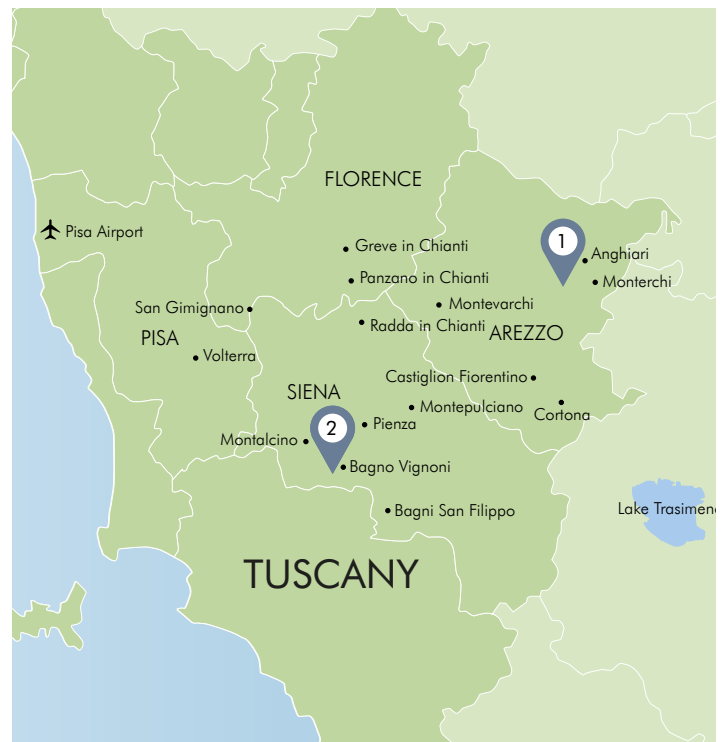 FLORENCE
Pisa Airport
1
Greve in Chianti
Anghiari
Panzano in Chianti
Monterchi
San Gimignano
Montevarchi
Radda in Chianti
PISA
AREZZO
Volterra
Castiglion Fiorentino
SIENA
Montepulciano
Cortona
2
Pienza
Montalcino
Bagno Vignoni
Bagni San Filippo
Lake Trasimeno
TUSCANY